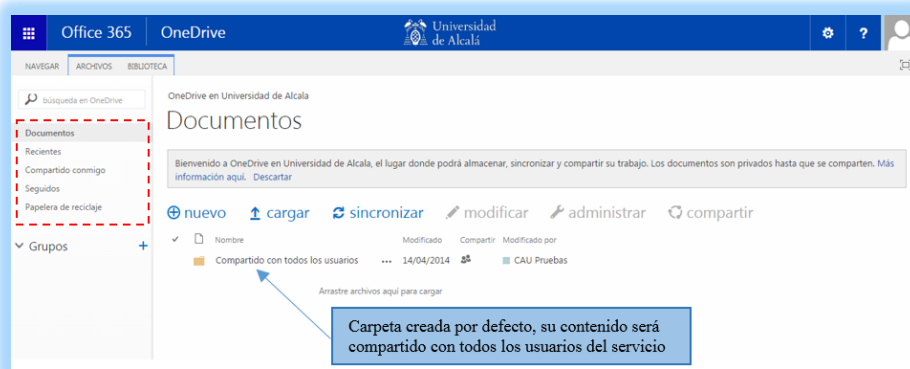 Office 365 OneDrive Universidad de Alcalá ?
NAVEGAR ARCHIVOS BIBLIOTECA
búsqueda en OneDrive
Documentos
Recientes
Compartido conmigo
Seguidos
Papelera de reciclaje
Grupos +
OneDrive en Universidad de Alcala
Documentos
Bienvenido a OneDrive en Universidad de Alcala, el lugar donde podrá almacenar, sincronizar y compartir su trabajo. Los documentos son privados hasta que se comparten. Más
información aquí. Descartar
nuevo cargar sincronizar modificar administrar compartir
Nombre Modificado Compartir Modificado por
Compartido con todos los usuarios ... 14/04/2014 CAU Pruebas
Arrastre archivos aquí para cargar
Carpeta creada por defecto, su contenido será
compartido con todos los usuarios del servicio